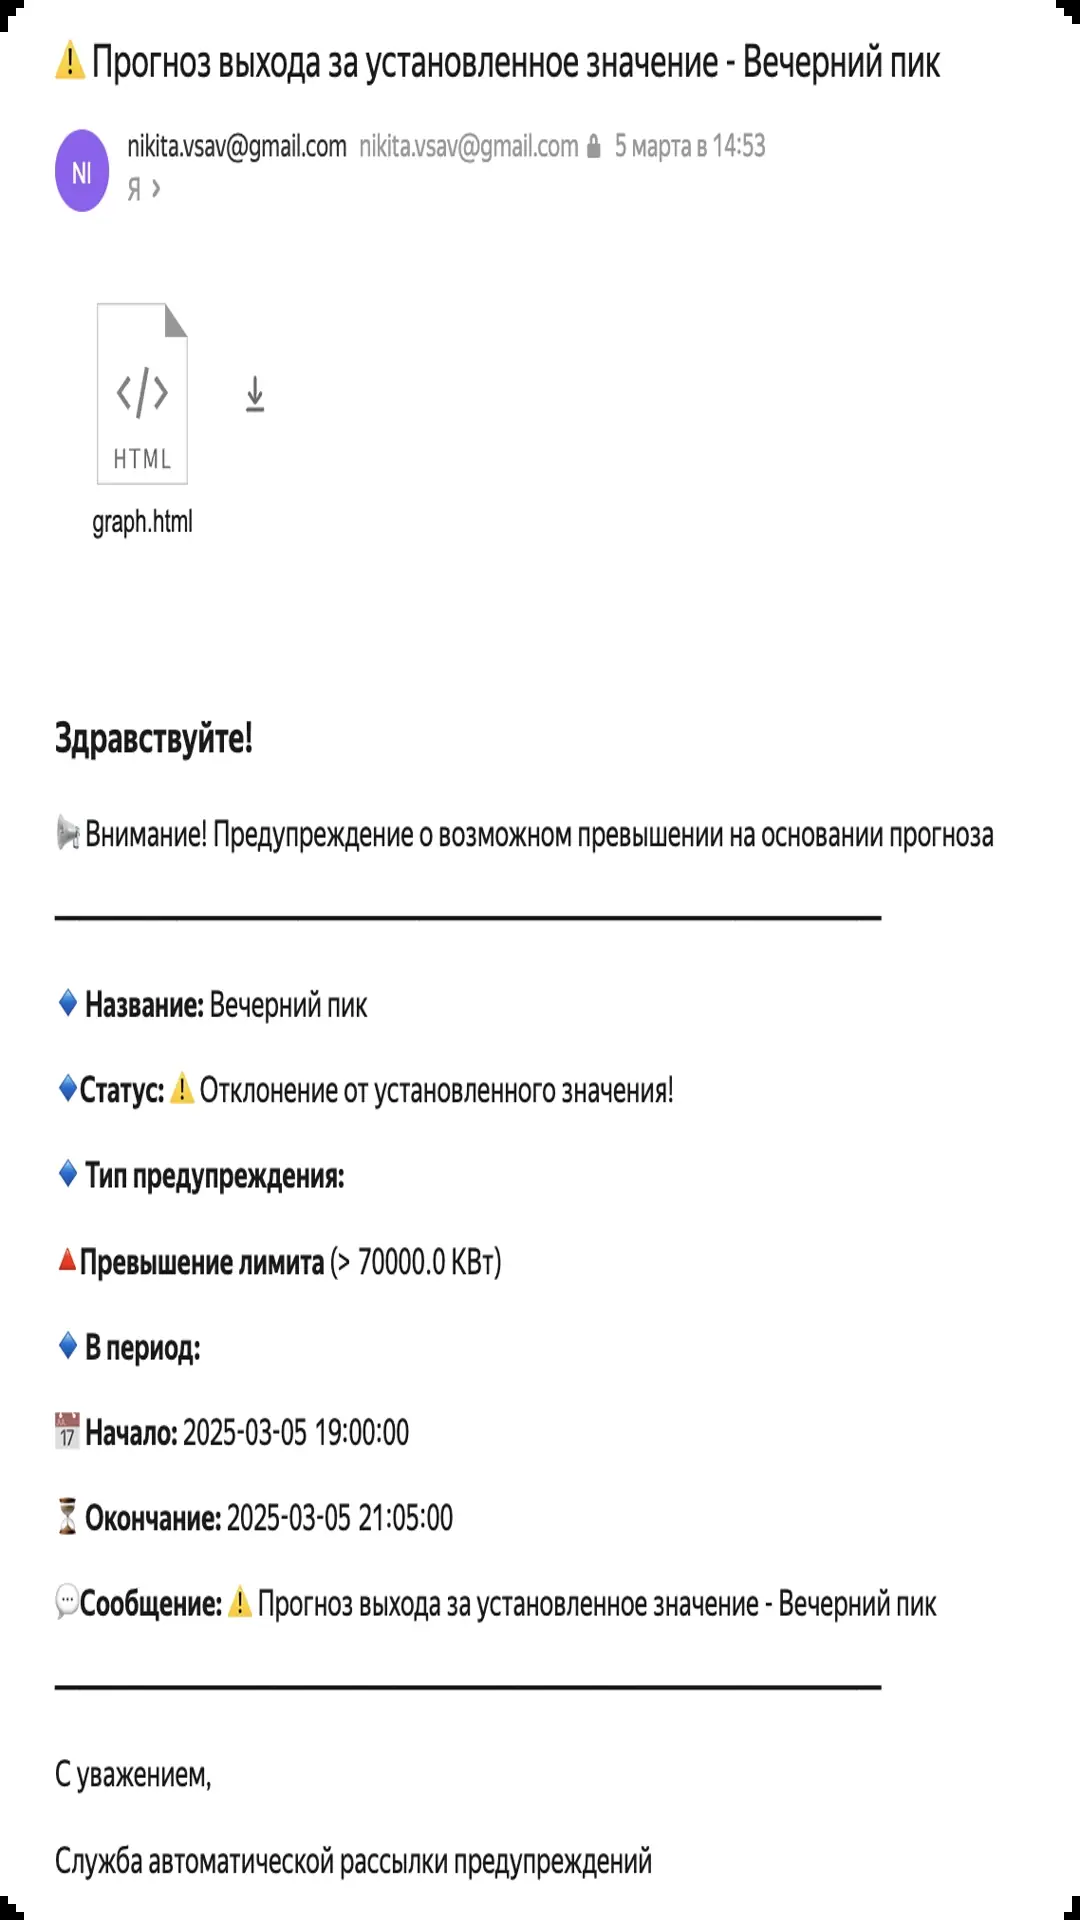 ⚠️ Прогноз выхода за установленное значение - Вечерний пик
nikita.vsav@gmail.com nikita.vsav@gmail.com 5 марта в 14:53
NI
Я >
</>
HTML
graph.html
Здравствуйте!
📢 Внимание! Предупреждение о возможном превышении на основании прогноза
🔹 Название: Вечерний пик
🔹Статус: ⚠️ Отклонение от установленного значения!
🔹 Тип предупреждения:
🔺Превышение лимита (> 70000.0 КВт)
🔹 В период:
📅 Начало: 2025-03-05 19:00:00
⏳ Окончание: 2025-03-05 21:05:00
💬Сообщение: ⚠️ Прогноз выхода за установленное значение - Вечерний пик
С уважением,
Служба автоматической рассылки предупреждений